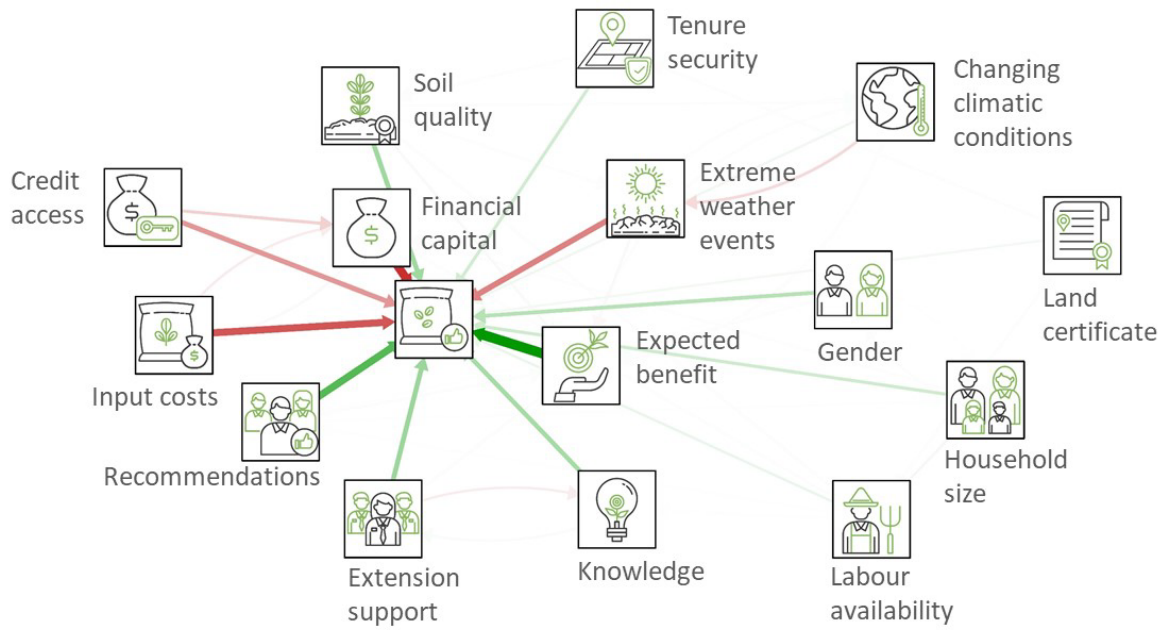 Tenure
security
Soil
quality
Changing
climatic
conditions
Credit
access
Financial
capital
Extreme
weather
events
Land
certificate
Gender
Expected
benefit
Input costs
Recommendations
Household
size
Extension
support
Knowledge
Labour
availability
$
$
$